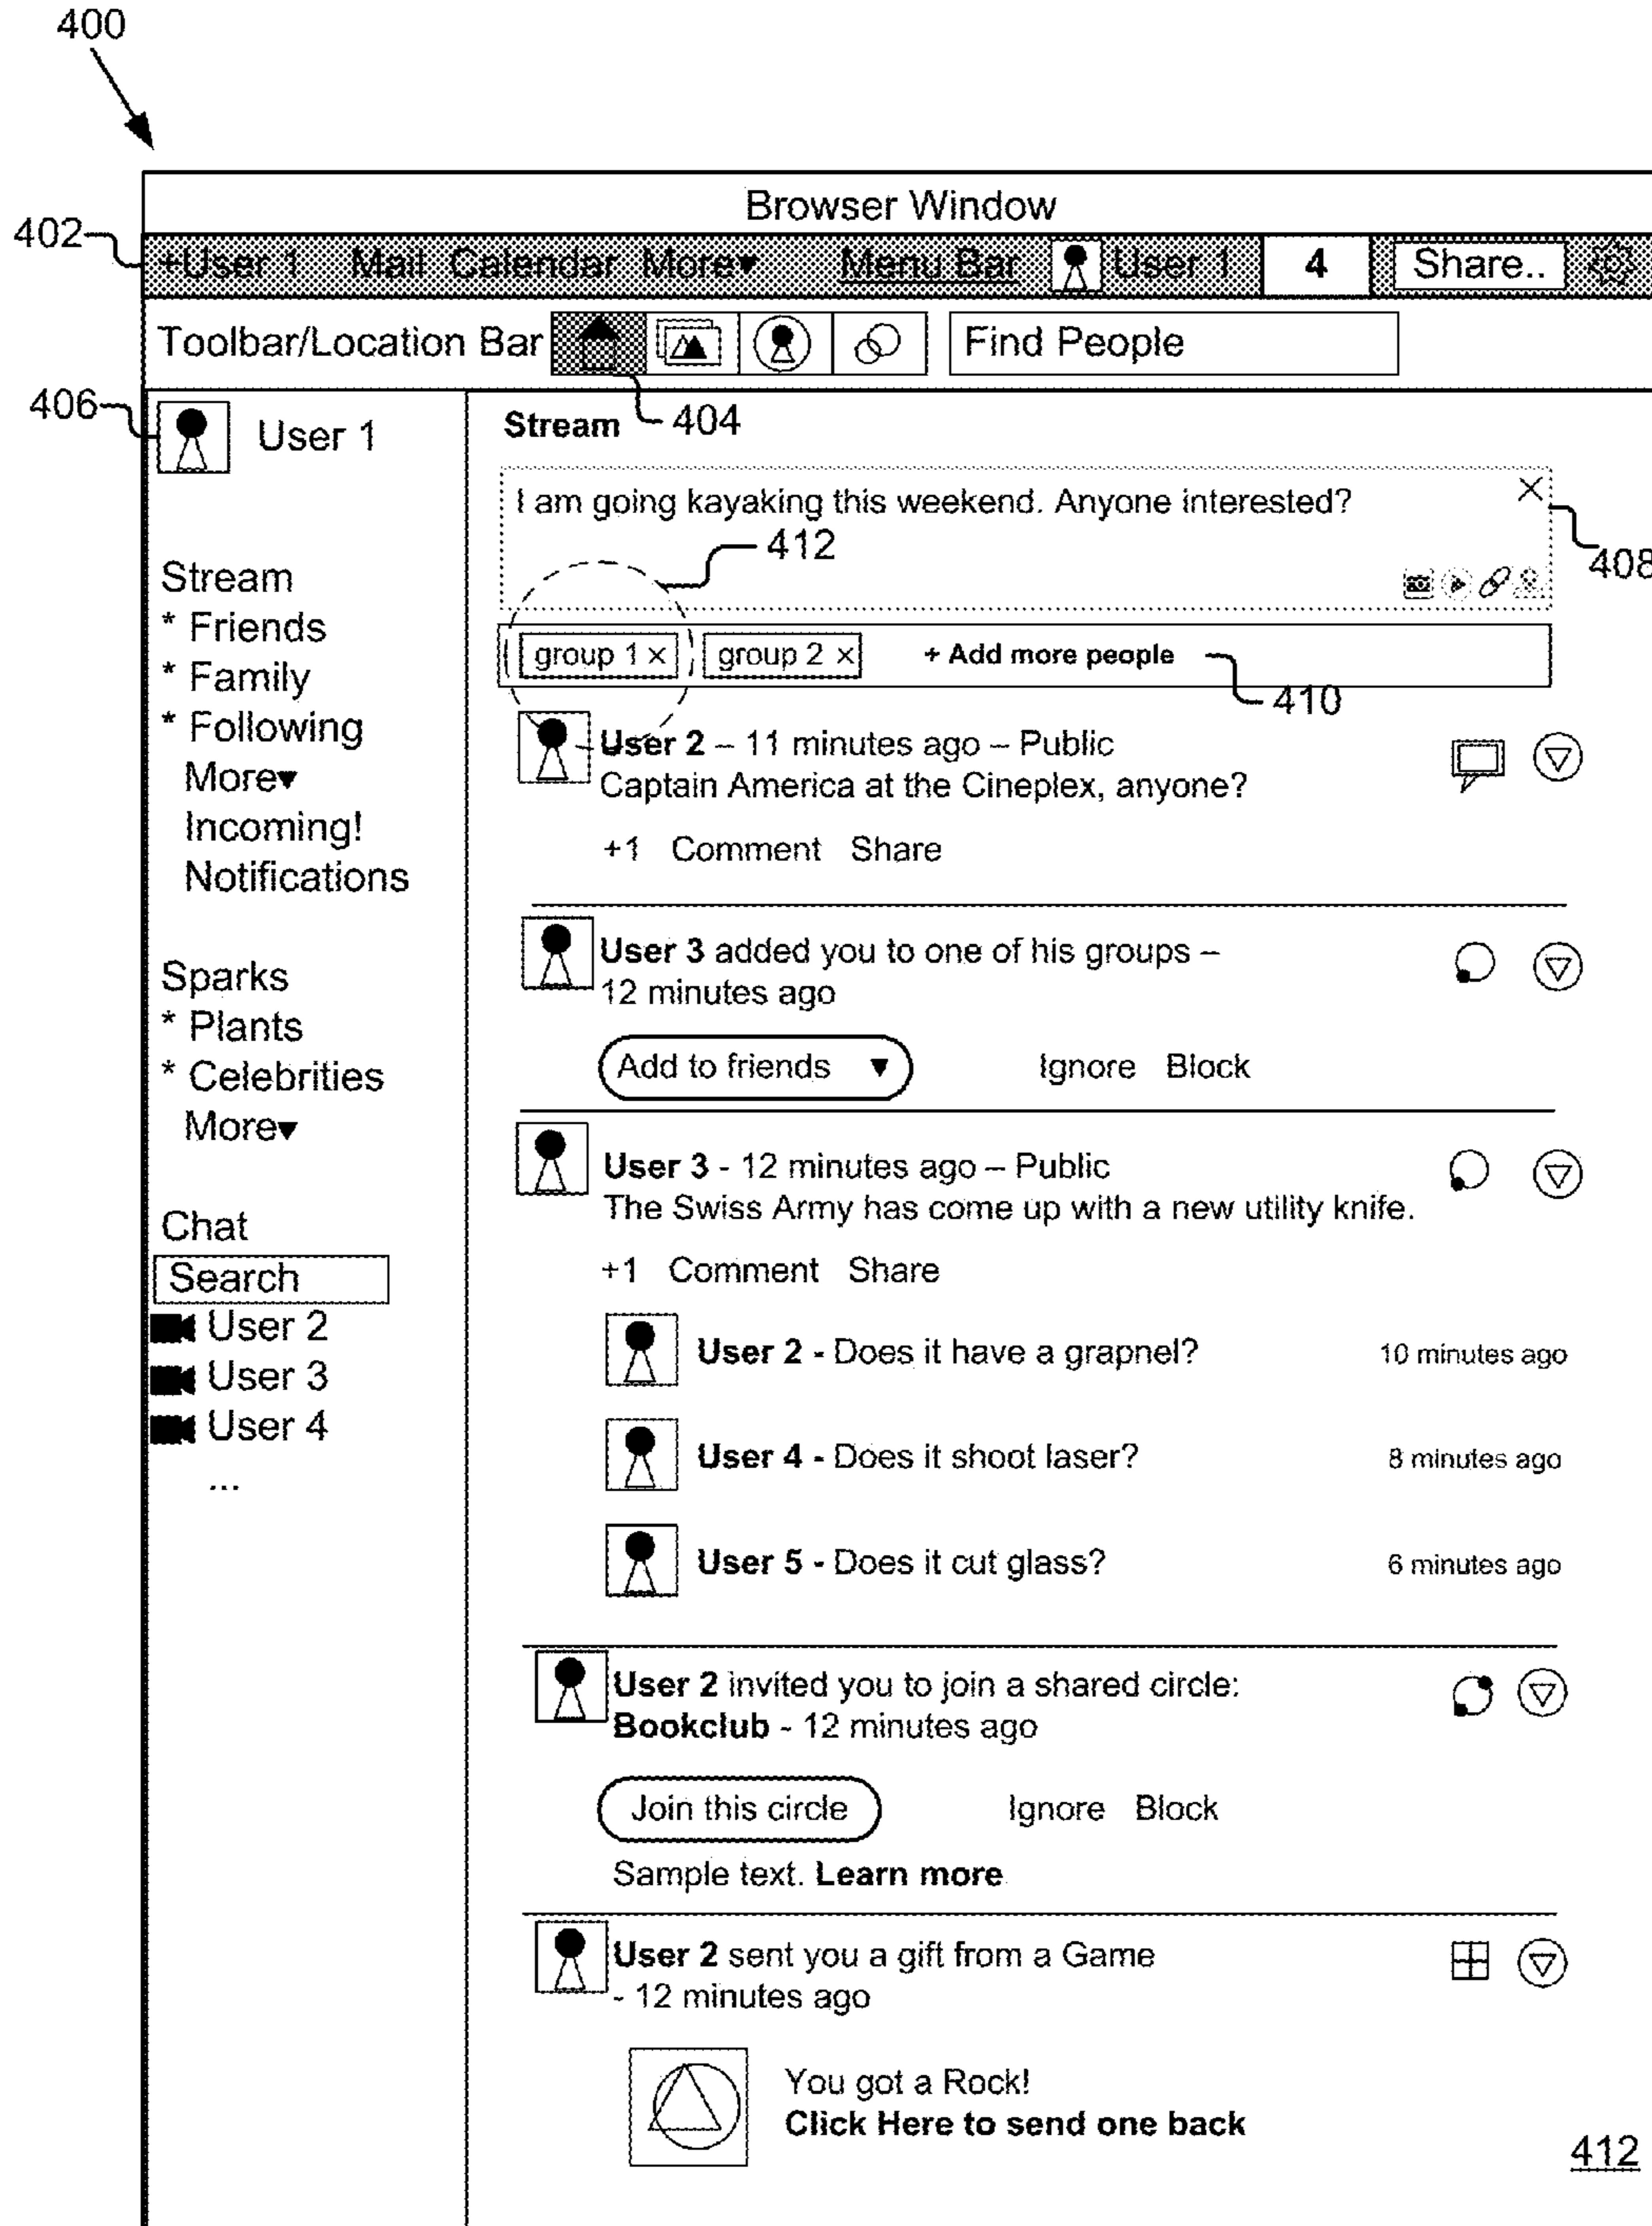 400
Browser Window
402
+User 1 Mail Calendar More▾ Menu Bar User 1 4 Share..
Toolbar/Location Bar Find People
406
User 1
Stream
* Friends
* Family
* Following
More▾
Incoming!
Notifications
Sparks
* Plants
* Celebrities
More▾
Chat
Search
User 2
User 3
User 4
...
Stream 404
I am going kayaking this weekend. Anyone interested? ×
412
408
group 1 × group 2 × + Add more people
410
User 2 – 11 minutes ago – Public
Captain America at the Cineplex, anyone?
+1 Comment Share
User 3 added you to one of his groups –
12 minutes ago
Add to friends ▼ Ignore Block
User 3 - 12 minutes ago – Public
The Swiss Army has come up with a new utility knife.
+1 Comment Share
User 2 - Does it have a grapnel? 10 minutes ago
User 4 - Does it shoot laser? 8 minutes ago
User 5 - Does it cut glass? 6 minutes ago
User 2 invited you to join a shared circle:
Bookclub - 12 minutes ago
Join this circle Ignore Block
Sample text. Learn more
User 2 sent you a gift from a Game
- 12 minutes ago
You got a Rock!
Click Here to send one back
412